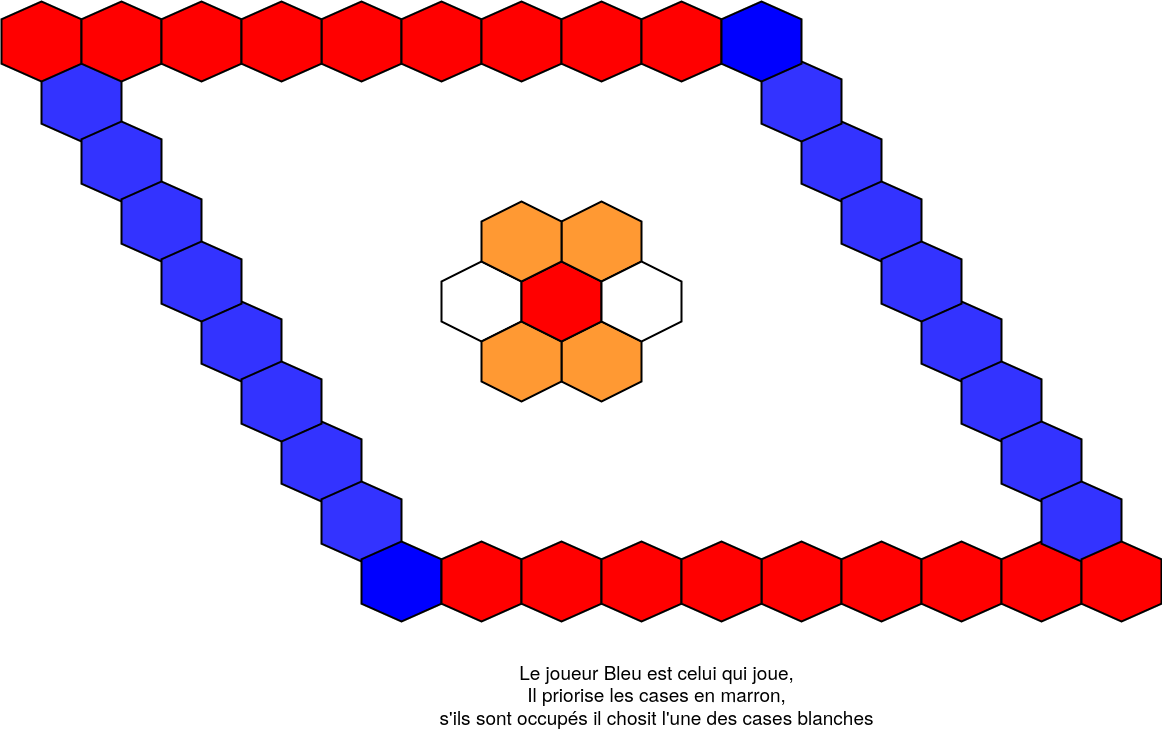 Le joueur Bleu est celui qui joue,
Il priorise les cases en marron,
s'ils sont occupés il chosit l'une des cases blanches